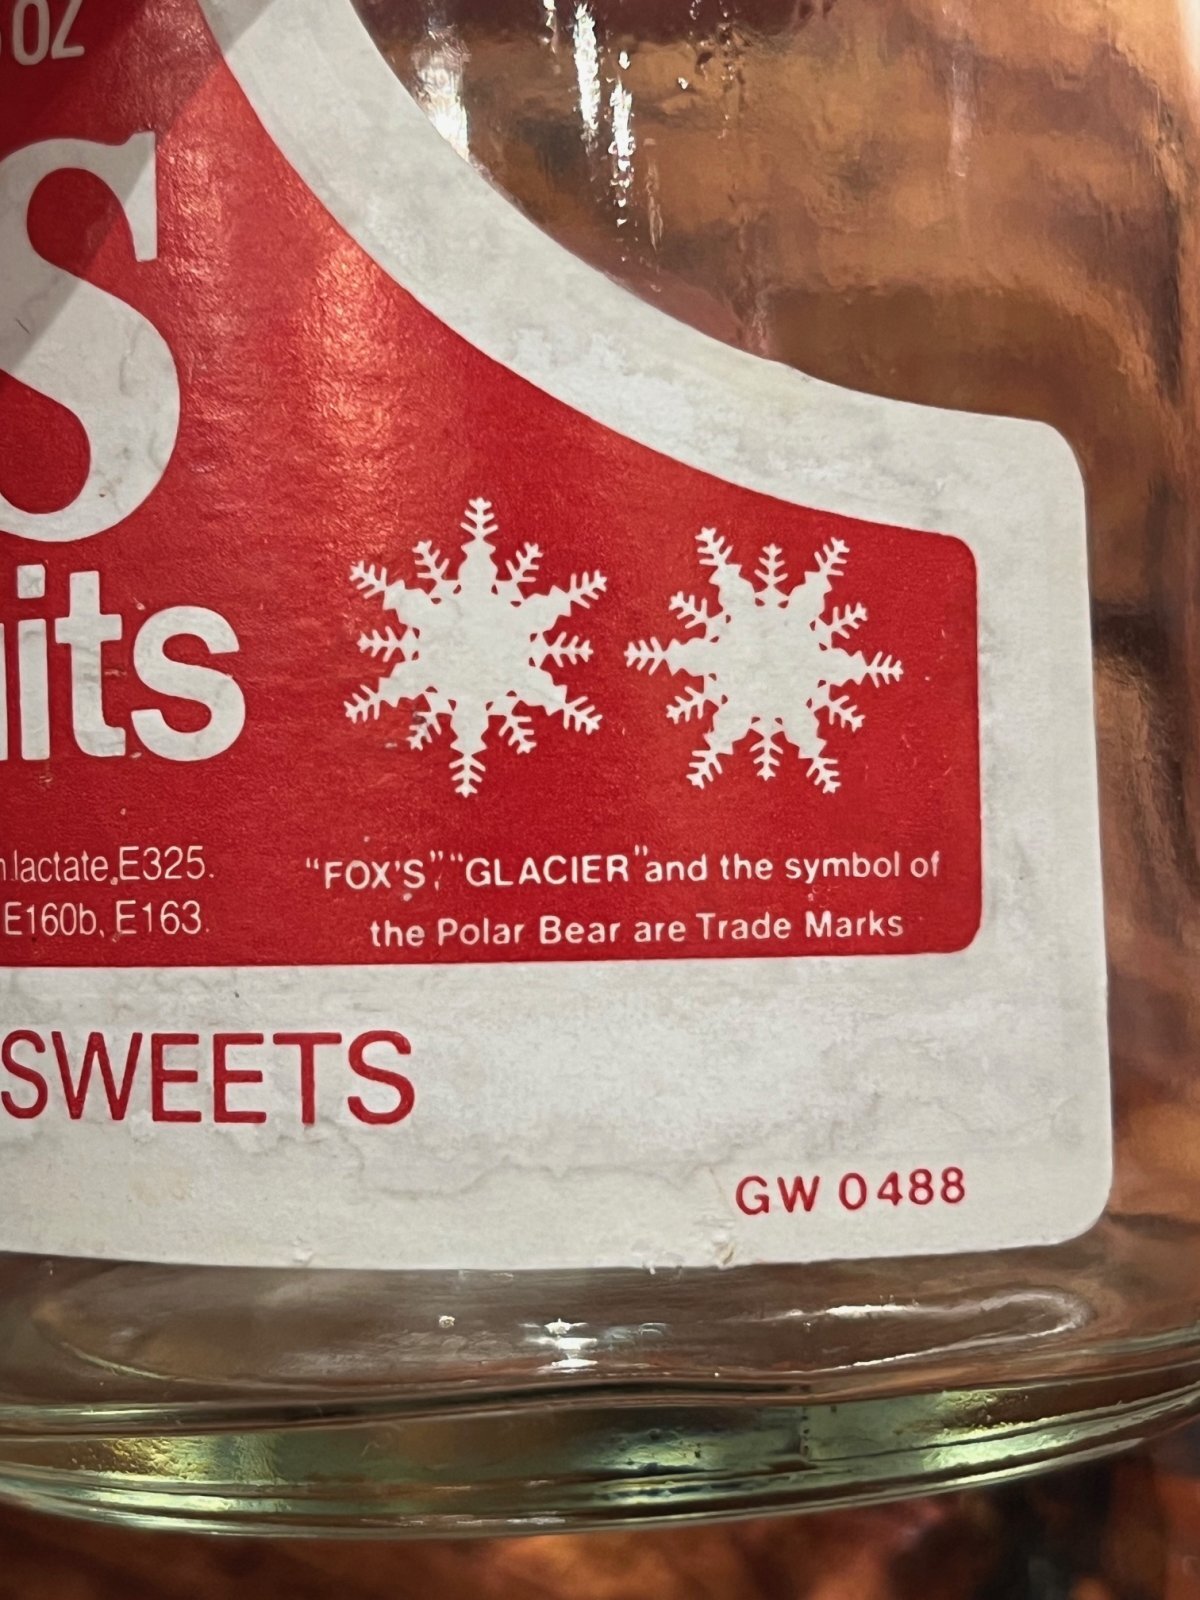 OZ
S
its
lactate, E325.
E160b, E163.
“FOX'S”, “GLACIER” and the symbol of
the Polar Bear are Trade Marks
SWEETS
GW 0488